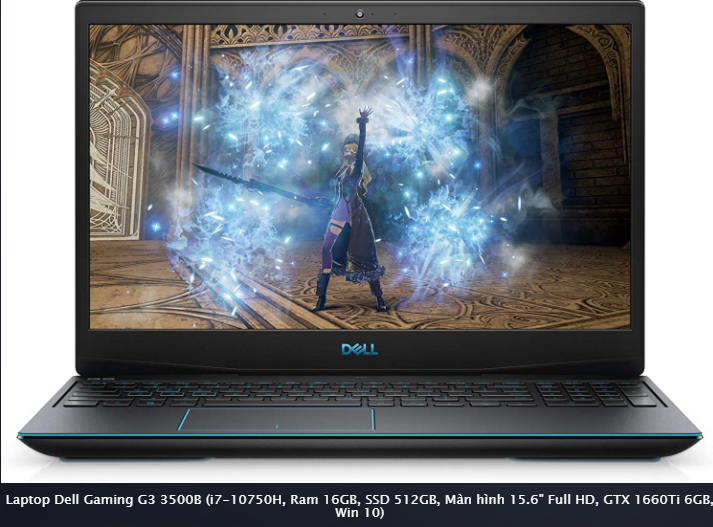 DELL
Laptop Dell Gaming G3 3500B (i7-10750H, Ram 16GB, SSD 512GB, Màn hình 15.6" Full HD, GTX 1660Ti 6GB,
Win 10)